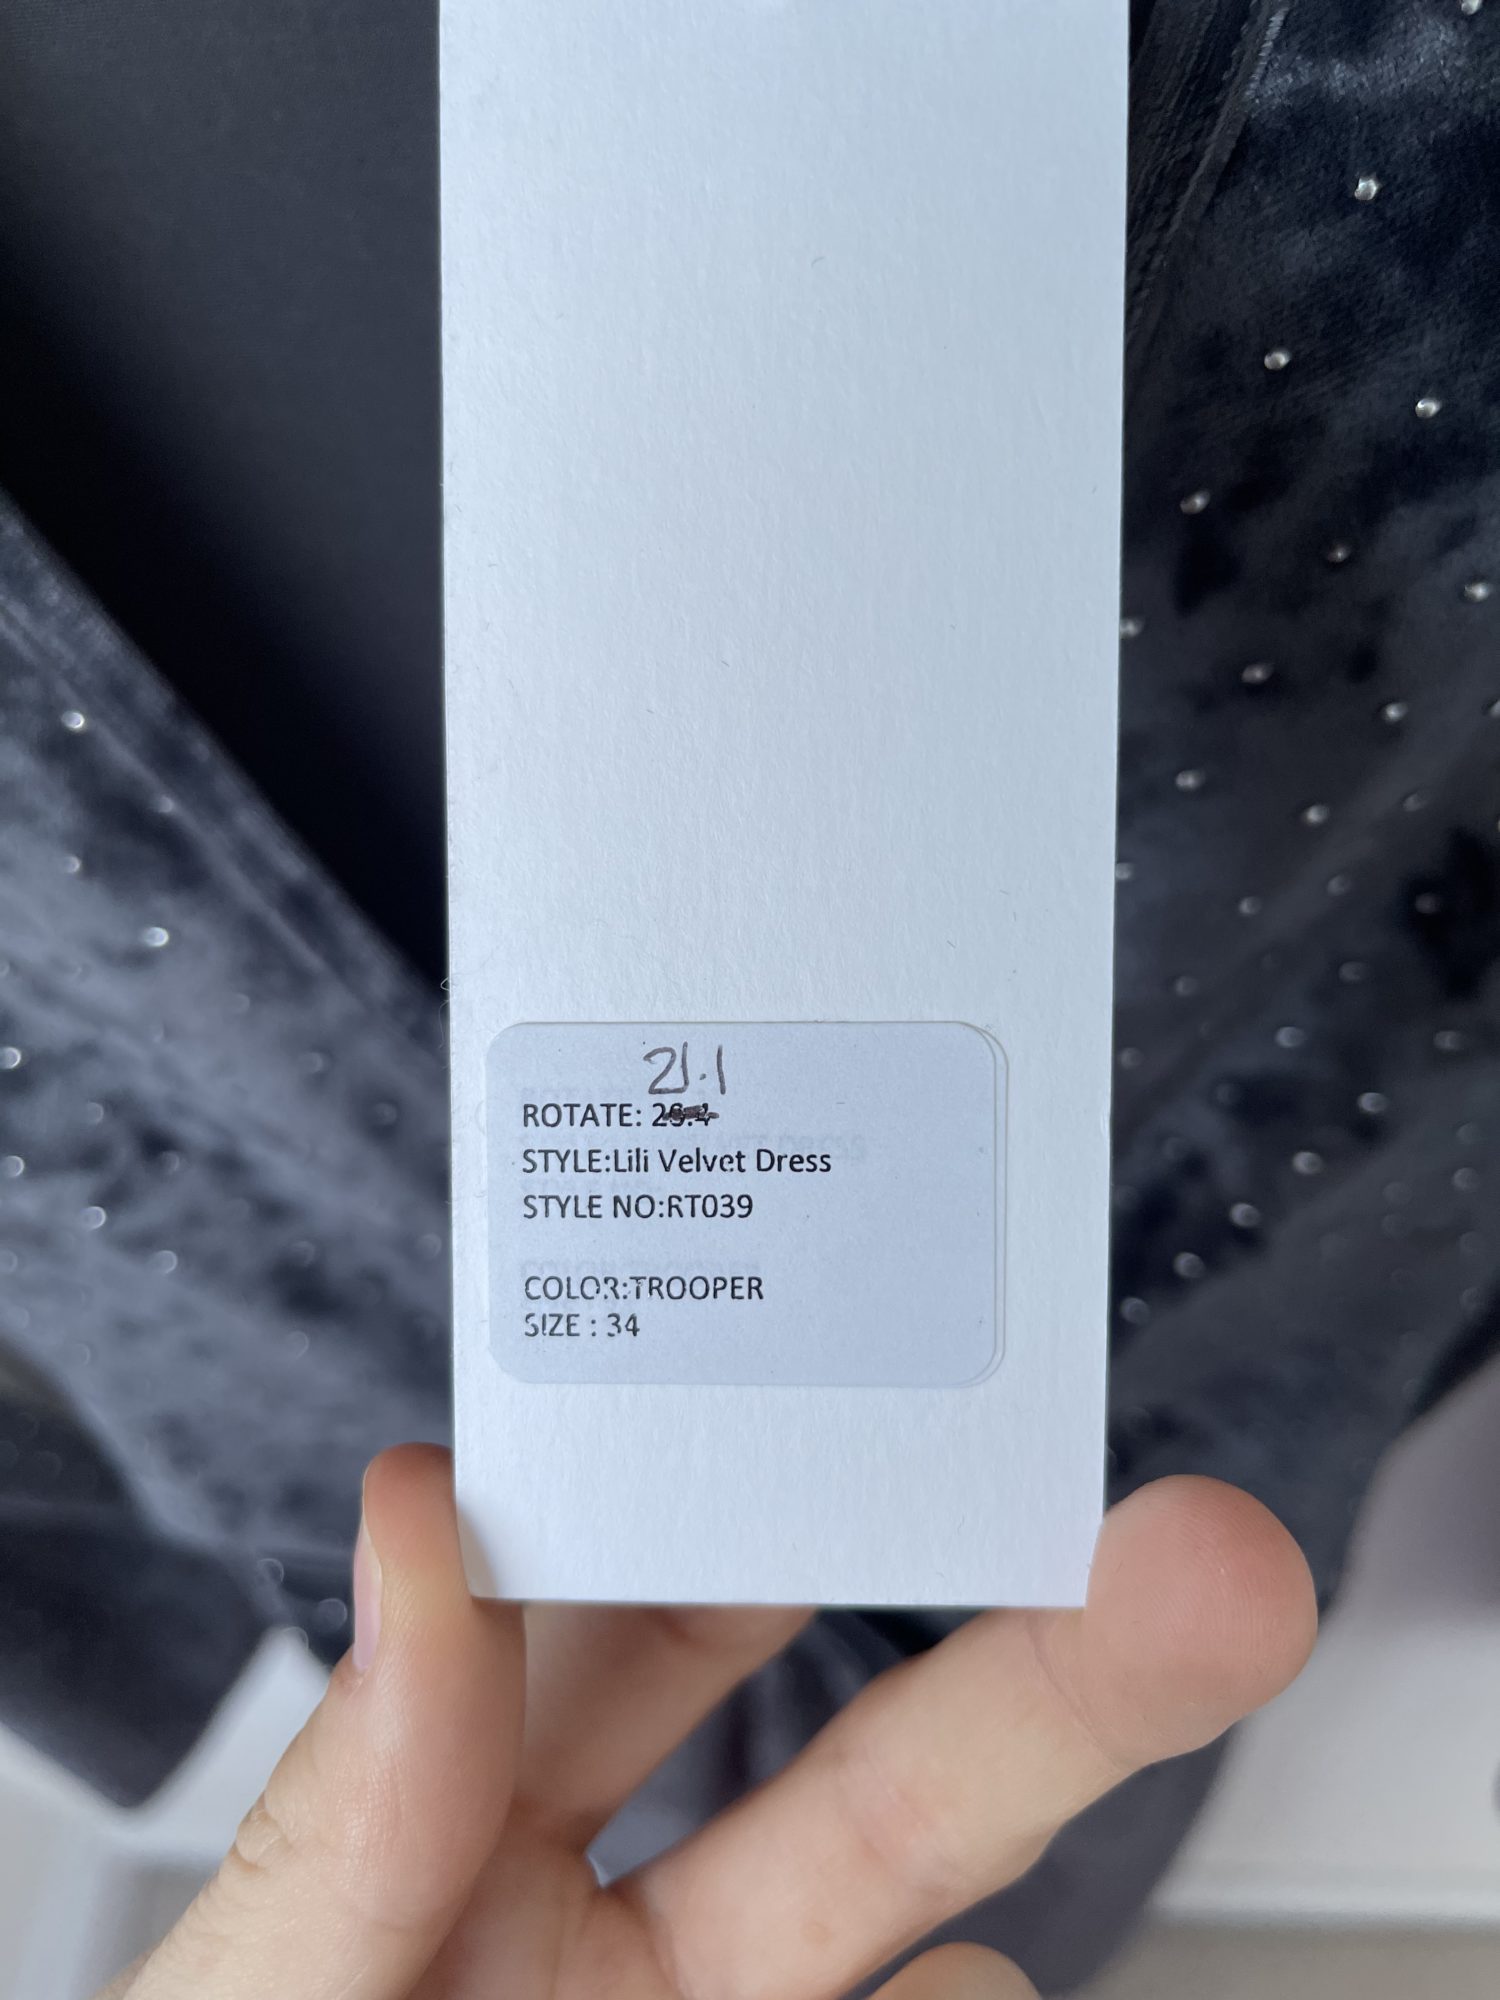 21.1
ROTATE:
STYLE:Lili Velvet Dress
STYLE NO:RT039
COLOR:TROOPER
SIZE : 34